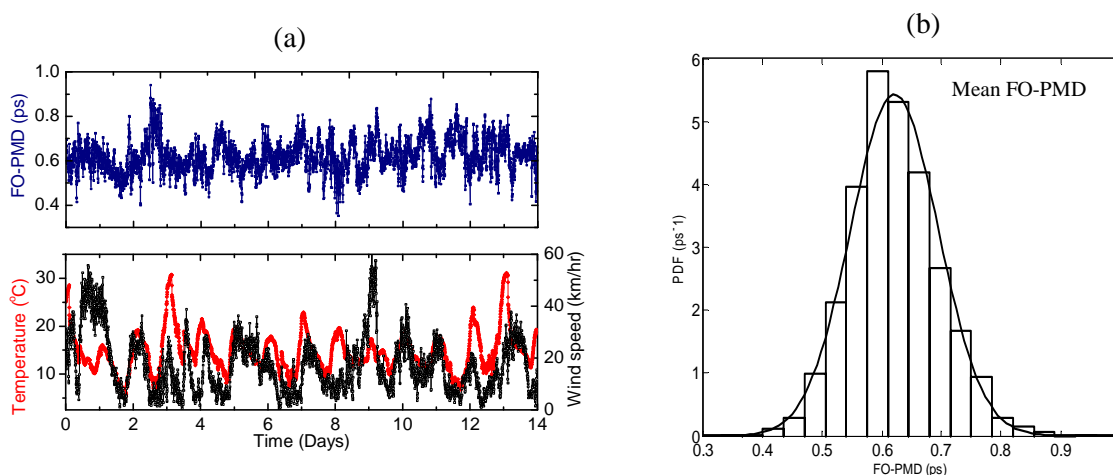 (a)
1.0
0.8
0.6
0.4
FO-PMD (ps)
30
20
10
Temperature (°C)
60
40
20
0
Wind speed (km/hr)
0 2 4 6 8 10 12 14
Time (Days)
(b)
Mean FO-PMD
6
5
4
3
2
1
0
PDF (ps⁻1)
0.3 0.4 0.5 0.6 0.7 0.8 0.9
FO-PMD (ps)